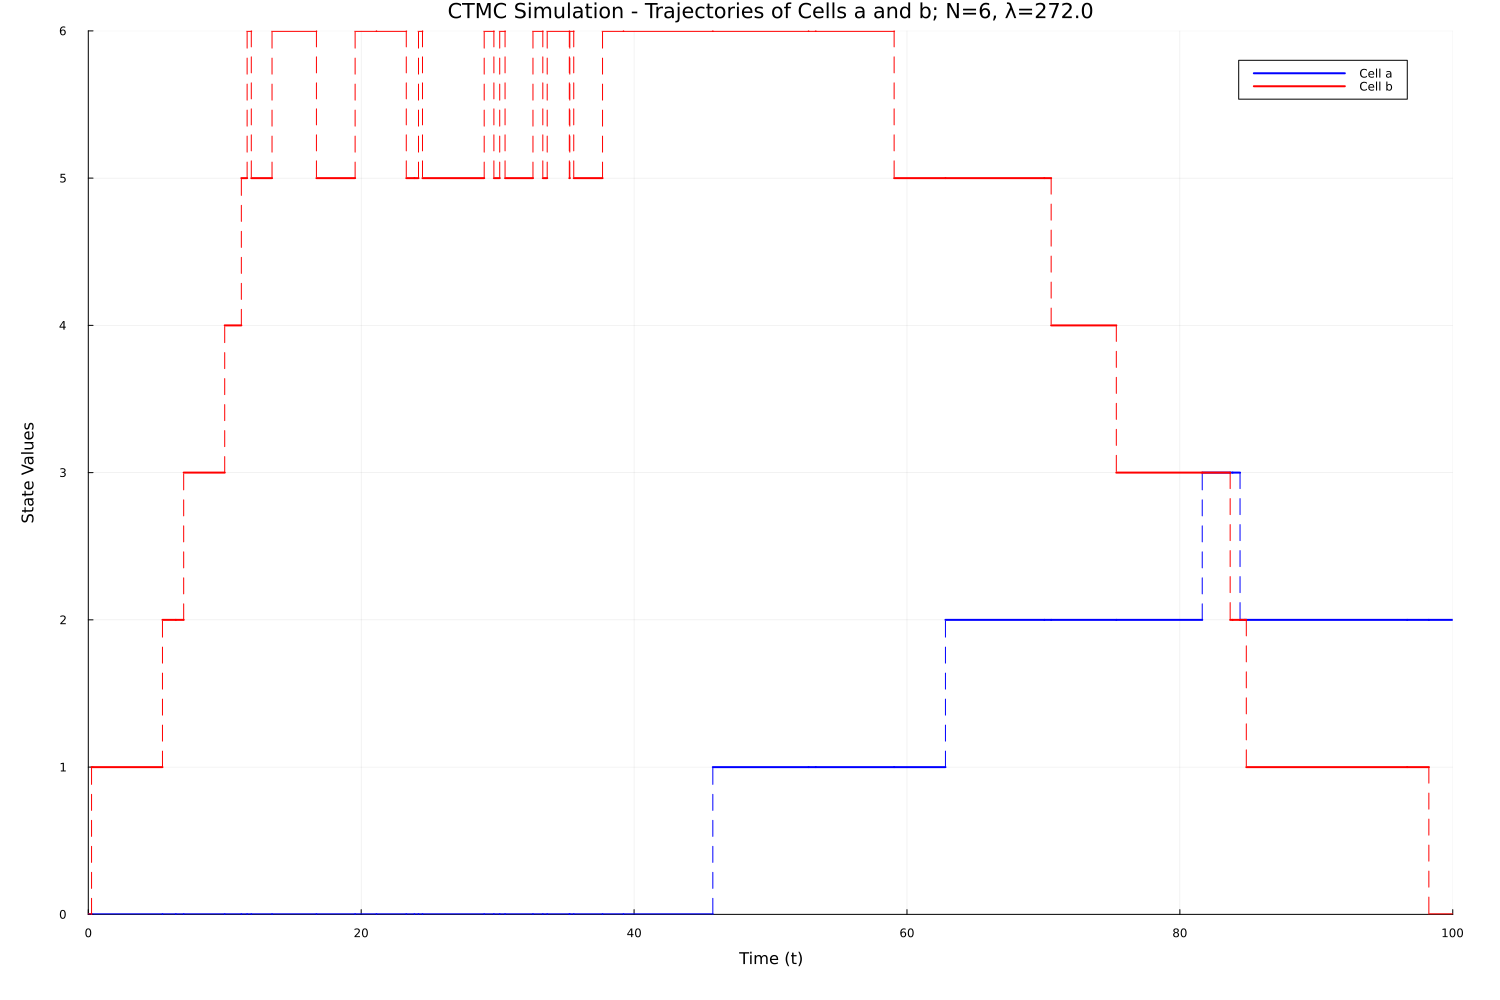 CTMC Simulation - Trajectories of Cells a and b; N=6, λ=272.0
Cell a
Cell b
State Values
6
5
4
3
2
1
0
0 20 40 60 80 100
Time (t)